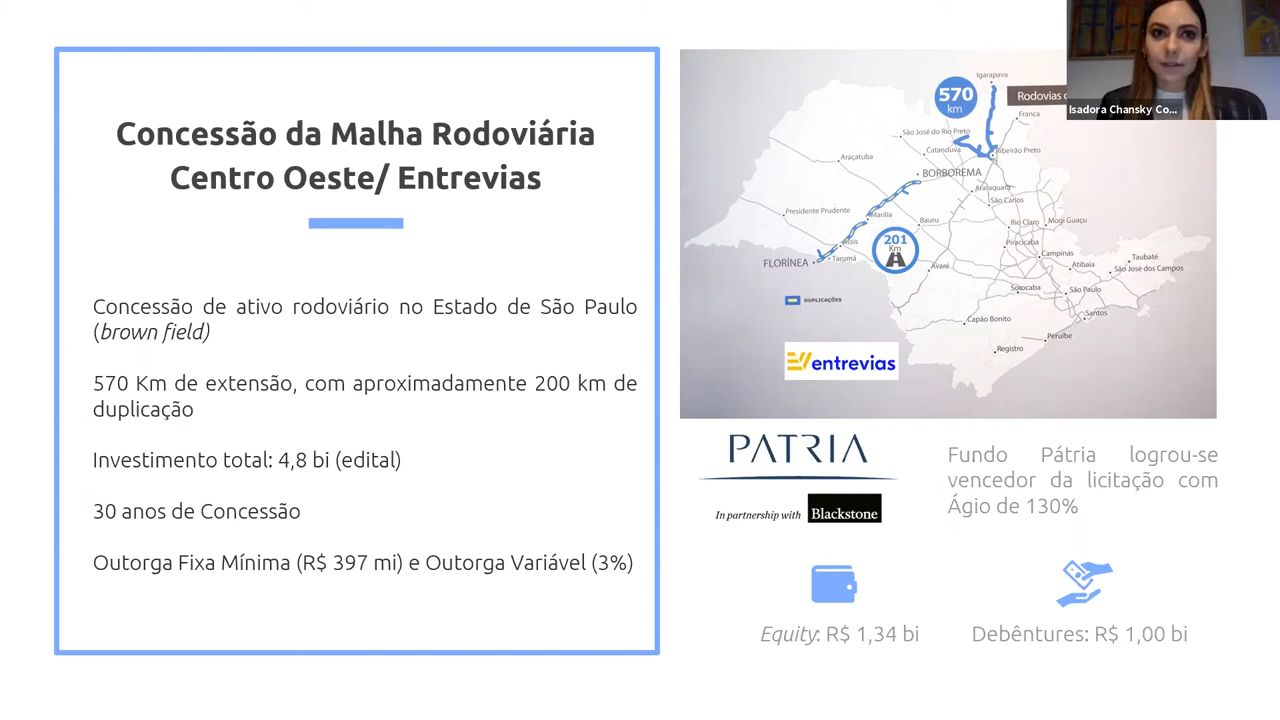 Concessão da Malha Rodoviária
Centro Oeste/ Entrevias
Concessão de ativo rodoviário no Estado de São Paulo
(brown field)
570 Km de extensão, com aproximadamente 200 km de
duplicação
Investimento total: 4,8 bi (edital)
30 anos de Concessão
Outorga Fixa Mínima (R$ 397 mi) e Outorga Variável (3%)
Isadora Chansky Co...
Igarapava
570
km
Rodovias
Franca
São José do Rio Preto
Catanduva
Ribeirão Preto
Araçatuba
BORBOREMA
Araraquara
São Carlos
Presidente Prudente
Marília
Bauru
Rio Claro
Mogi Guaçu
201
Km
Piracicaba
Assis
Campinas
FLORÍNEA
Tarumã
Avaré
Atibaia
Taubaté
São José dos Campos
Sorocaba
São Paulo
DUPLICAÇÕES
Capão Bonito
Santos
Peruíbe
Registro
entrevias
PATRIA
In partnership with Blackstone
Fundo Pátria logrou-se
vencedor da licitação com
Ágio de 130%
Equity: R$ 1,34 bi
Debêntures: R$ 1,00 bi